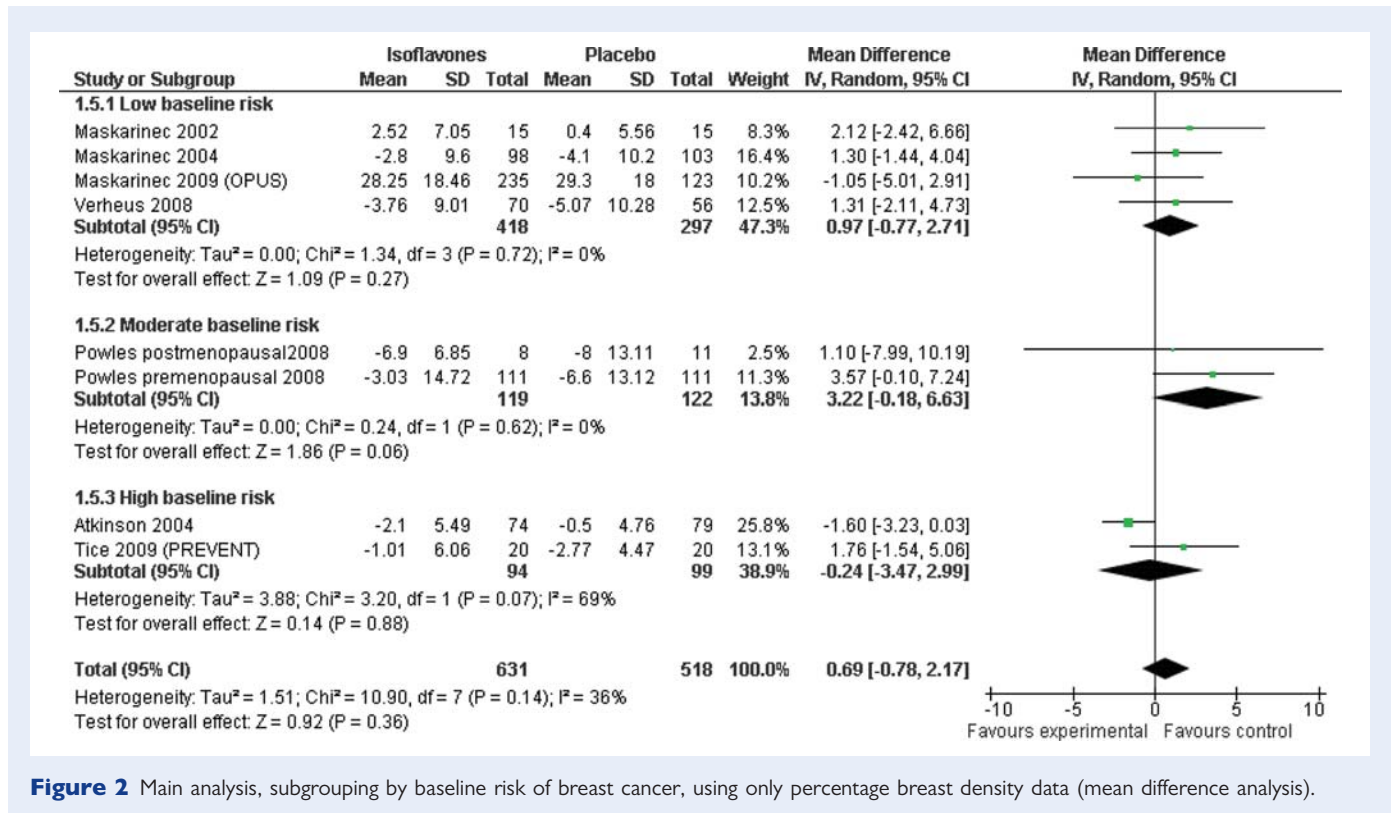 Isoflavones Placebo Mean Difference Mean Difference
Study or Subgroup Mean SD Total Mean SD Total Weight IV, Random, 95% CI IV, Random, 95% CI
1.5.1 Low baseline risk
Maskarinec 2002 2.52 7.05 15 0.4 5.56 15 8.3% 2.12 [-2.42, 6.66]
Maskarinec 2004 -2.8 9.6 98 -4.1 10.2 103 16.4% 1.30 [-1.44, 4.04]
Maskarinec 2009 (OPUS) 28.25 18.46 235 29.3 18 123 10.2% -1.05 [-5.01, 2.91]
Verheus 2008 -3.76 9.01 70 -5.07 10.28 56 12.5% 1.31 [-2.11, 4.73]
Subtotal (95% CI) 418 297 47.3% 0.97 [-0.77, 2.71]
Heterogeneity: Tau² = 0.00; Chi² = 1.34, df = 3 (P = 0.72); I² = 0%
Test for overall effect: Z = 1.09 (P = 0.27)
1.5.2 Moderate baseline risk
Powles postmenopausal2008 -6.9 6.85 8 -8 13.11 11 2.5% 1.10 [-7.99, 10.19]
Powles premenopausal 2008 -3.03 14.72 111 -6.6 13.12 111 11.3% 3.57 [-0.10, 7.24]
Subtotal (95% CI) 119 122 13.8% 3.22 [-0.18, 6.63]
Heterogeneity: Tau² = 0.00; Chi² = 0.24, df = 1 (P = 0.62); I² = 0%
Test for overall effect: Z = 1.86 (P = 0.06)
1.5.3 High baseline risk
Atkinson 2004 -2.1 5.49 74 -0.5 4.76 79 25.8% -1.60 [-3.23, 0.03]
Tice 2009 (PREVENT) -1.01 6.06 20 -2.77 4.47 20 13.1% 1.76 [-1.54, 5.06]
Subtotal (95% CI) 94 99 38.9% -0.24 [-3.47, 2.99]
Heterogeneity: Tau² = 3.88; Chi² = 3.20, df = 1 (P = 0.07); I² = 69%
Test for overall effect: Z = 0.14 (P = 0.88)
Total (95% CI) 631 518 100.0% 0.69 [-0.78, 2.17]
Heterogeneity: Tau² = 1.51; Chi² = 10.90, df = 7 (P = 0.14); I² = 36%
Test for overall effect: Z = 0.92 (P = 0.36)
-10 -5 0 5 10
Favours experimental Favours control
Figure 2 Main analysis, subgrouping by baseline risk of breast cancer, using only percentage breast density data (mean difference analysis).